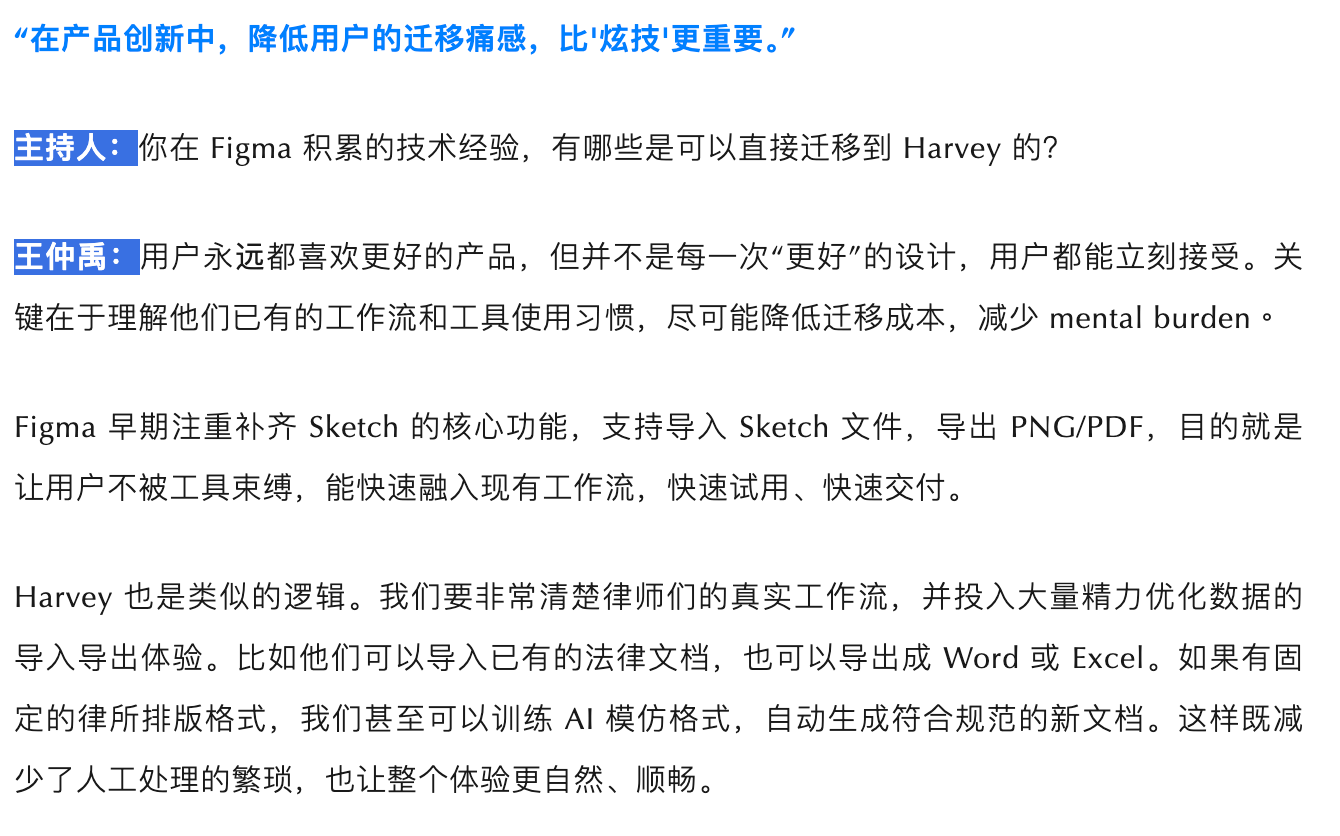 “在产品创新中，降低用户的迁移痛感，比'炫技'更重要。”
主持人：你在 Figma 积累的技术经验，有哪些是可以直接迁移到 Harvey 的？
王仲禹：用户永远都喜欢更好的产品，但并不是每一次“更好”的设计，用户都能立刻接受。关
键在于理解他们已有的工作流和工具使用习惯，尽可能降低迁移成本，减少 mental burden。
Figma 早期注重补齐 Sketch 的核心功能，支持导入 Sketch 文件，导出 PNG/PDF，目的就是
让用户不被工具束缚，能快速融入现有工作流，快速试用、快速交付。
Harvey 也是类似的逻辑。我们要非常清楚律师们的真实工作流，并投入大量精力优化数据的
导入导出体验。比如他们可以导入已有的法律文档，也可以导出成 Word 或 Excel。如果有固
定的律所排版格式，我们甚至可以训练 AI 模仿格式，自动生成符合规范的新文档。这样既减
少了人工处理的繁琐，也让整个体验更自然、顺畅。